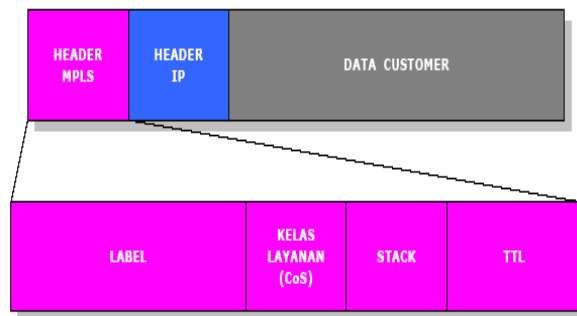 HEADER
MPLS
HEADER
IP
DATA CUSTOMER
LABEL
KELAS
LAYANAN
(CoS)
STACK
TTL